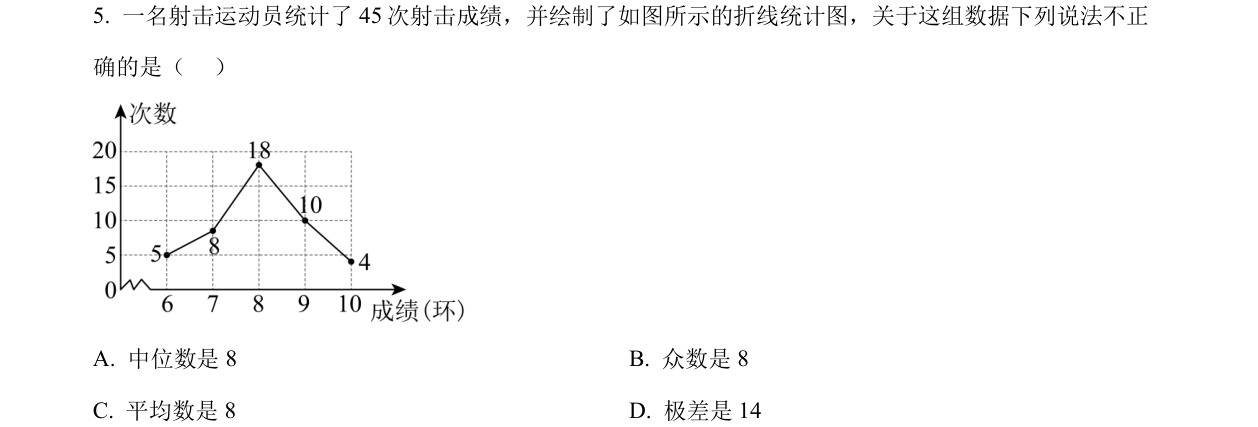 5. 一名射击运动员统计了 45 次射击成绩，并绘制了如图所示的折线统计图，关于这组数据下列说法不正
确的是（　）
次数
20
18
15
10
10
5
5
8
4
0
6 7 8 9 10 成绩(环)
A. 中位数是 8 B. 众数是 8
C. 平均数是 8 D. 极差是 14